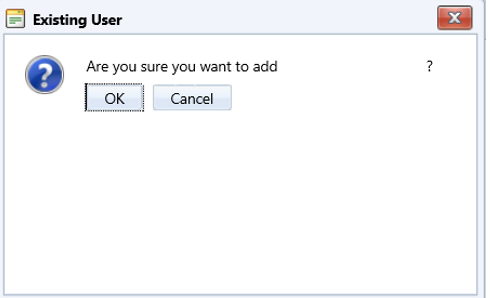 Existing User
Are you sure you want to add ?
OK Cancel